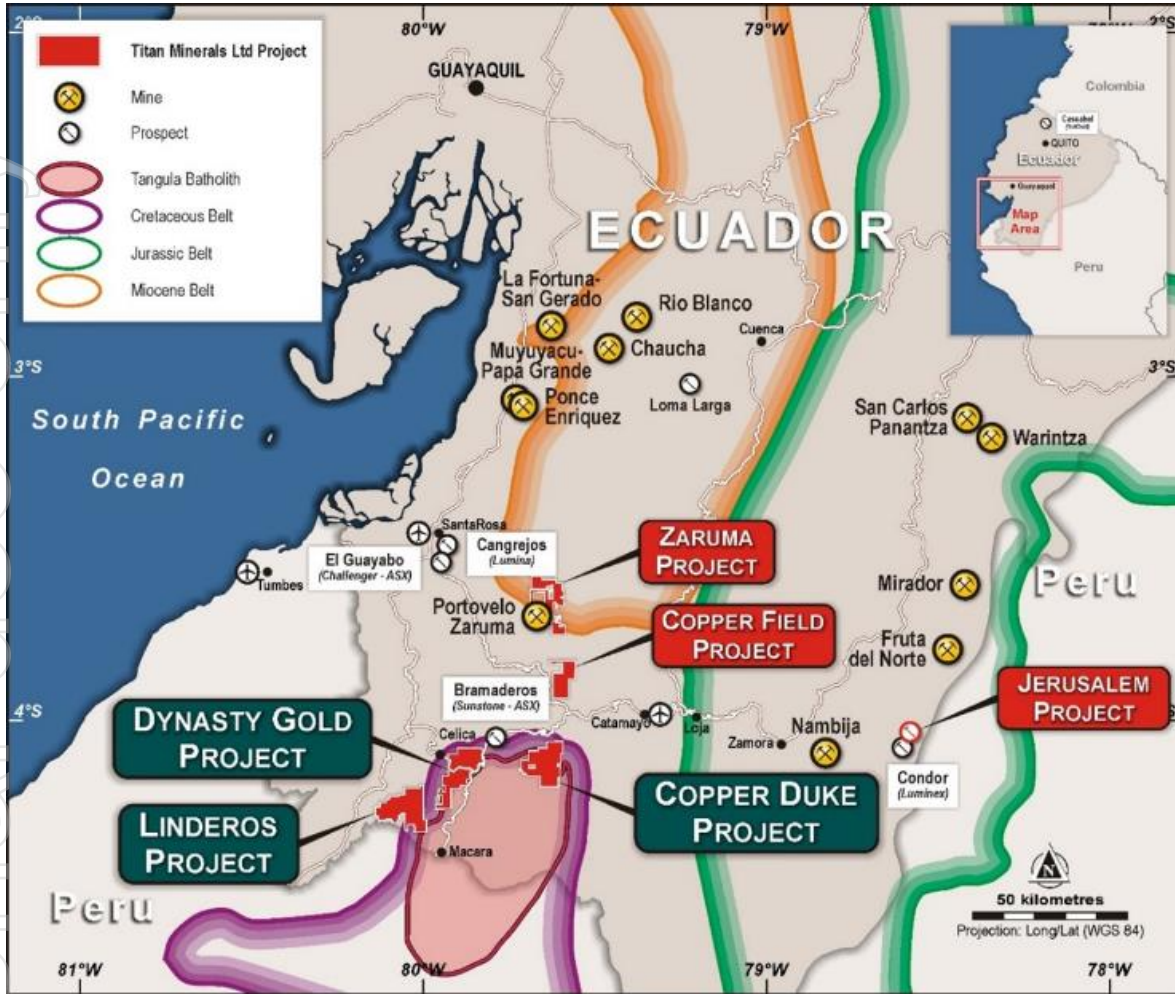 2°S
80°W
79°W
2°S
Titan Minerals Ltd Project
Mine
Prospect
Tangula Batholith
Cretaceous Belt
Jurassic Belt
Miocene Belt
GUAYAQUIL
Colombia
QUITO
Ecuador
Guayaquil
Map
Area
Peru
ECUADOR
La Fortuna-
San Gerado
Rio Blanco
Cuenca
Muyuyacu-
Papa Grande
Chaucha
3°S
3°S
Ponce
Enriquez
Loma Larga
South Pacific
Ocean
San Carlos
Panantza
Warintza
SantaRosa
El Guayabo
(Challenger - ASX)
Cangrejos
(Lumina)
ZARUMA
PROJECT
Tumbes
Mirador
Peru
Portovelo
Zaruma
COPPER FIELD
PROJECT
Fruta
del Norte
Bramaderos
(Sunstone - ASX)
JERUSALEM
PROJECT
4°S
DYNASTY GOLD
PROJECT
Celica
Catamayo
Loja
Zamora
Nambija
Condor
(Luminex)
LINDEROS
PROJECT
COPPER DUKE
PROJECT
Macara
Peru
N
50 kilometres
Projection: Long/Lat (WGS 84)
81°W
80°W
79°W
78°W